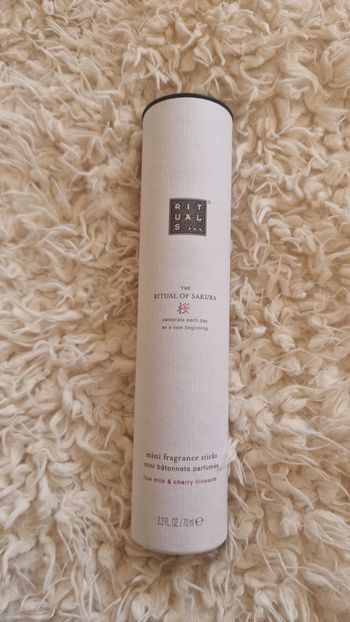 RIT
UAL
S...
THE
RITUAL OF SAKURA
桜
celebrate each day
as a new beginning
mini fragrance sticks
mini bâtonnets parfumés
rice milk & cherry blossom
2.3 FL. OZ. / 70 ml ℮